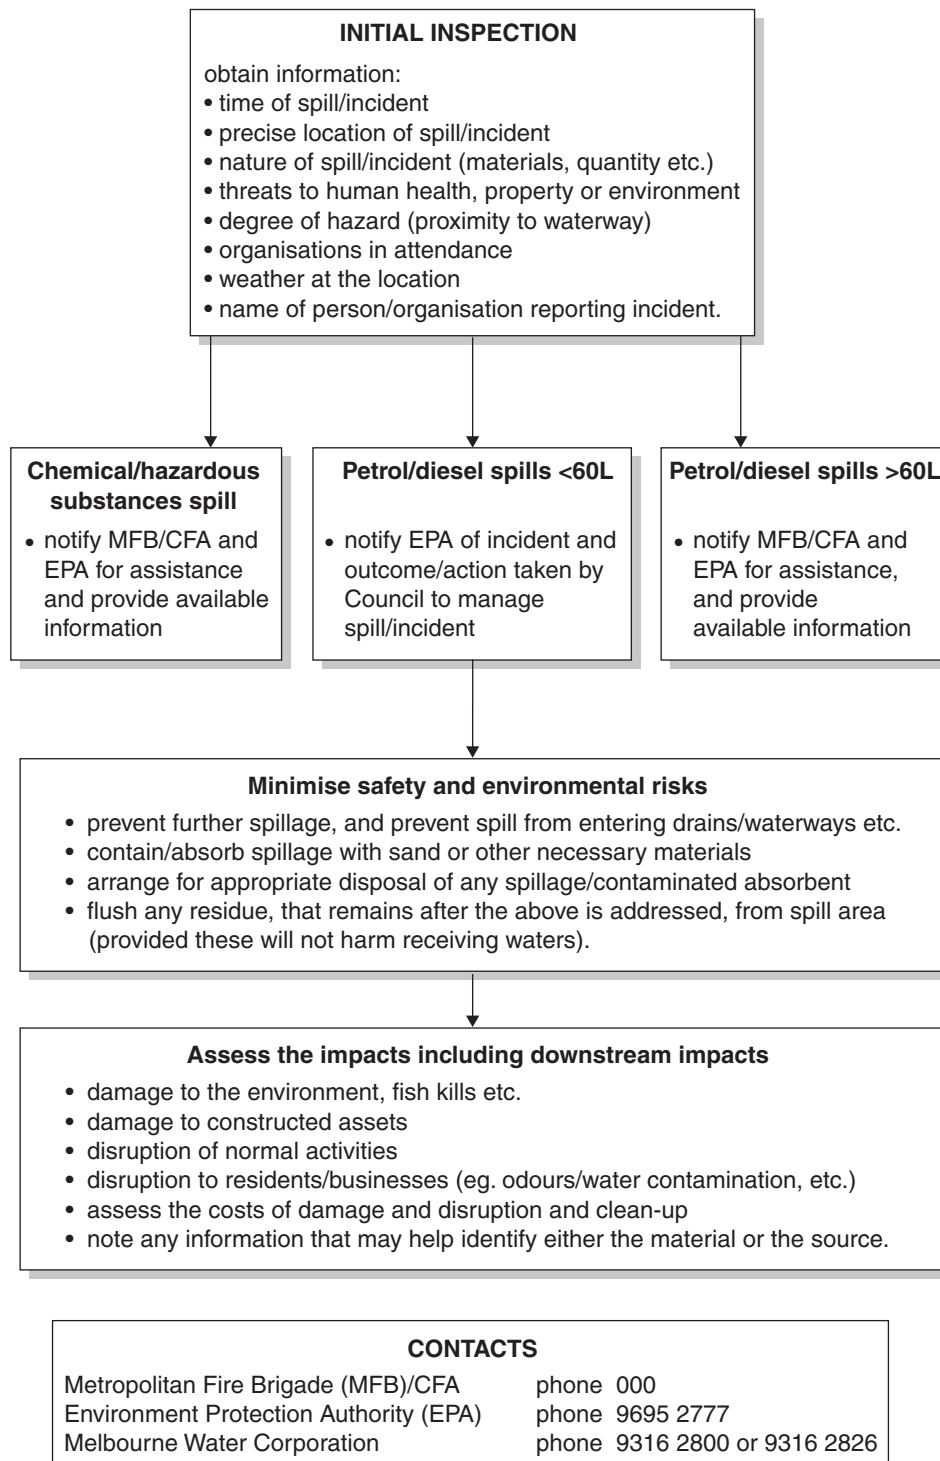 INITIAL INSPECTION
obtain information:
• time of spill/incident
• precise location of spill/incident
• nature of spill/incident (materials, quantity etc.)
• threats to human health, property or environment
• degree of hazard (proximity to waterway)
• organisations in attendance
• weather at the location
• name of person/organisation reporting incident.
Chemical/hazardous
substances spill
• notify MFB/CFA and
EPA for assistance
and provide available
information
Petrol/diesel spills <60L
• notify EPA of incident and
outcome/action taken by
Council to manage
spill/incident
Petrol/diesel spills >60L
• notify MFB/CFA and
EPA for assistance,
and provide
available information
Minimise safety and environmental risks
• prevent further spillage, and prevent spill from entering drains/waterways etc.
• contain/absorb spillage with sand or other necessary materials
• arrange for appropriate disposal of any spillage/contaminated absorbent
• flush any residue, that remains after the above is addressed, from spill area
(provided these will not harm receiving waters).
Assess the impacts including downstream impacts
• damage to the environment, fish kills etc.
• damage to constructed assets
• disruption of normal activities
• disruption to residents/businesses (eg. odours/water contamination, etc.)
• assess the costs of damage and disruption and clean-up
• note any information that may help identify either the material or the source.
CONTACTS
Metropolitan Fire Brigade (MFB)/CFA phone 000
Environment Protection Authority (EPA) phone 9695 2777
Melbourne Water Corporation phone 9316 2800 or 9316 2826